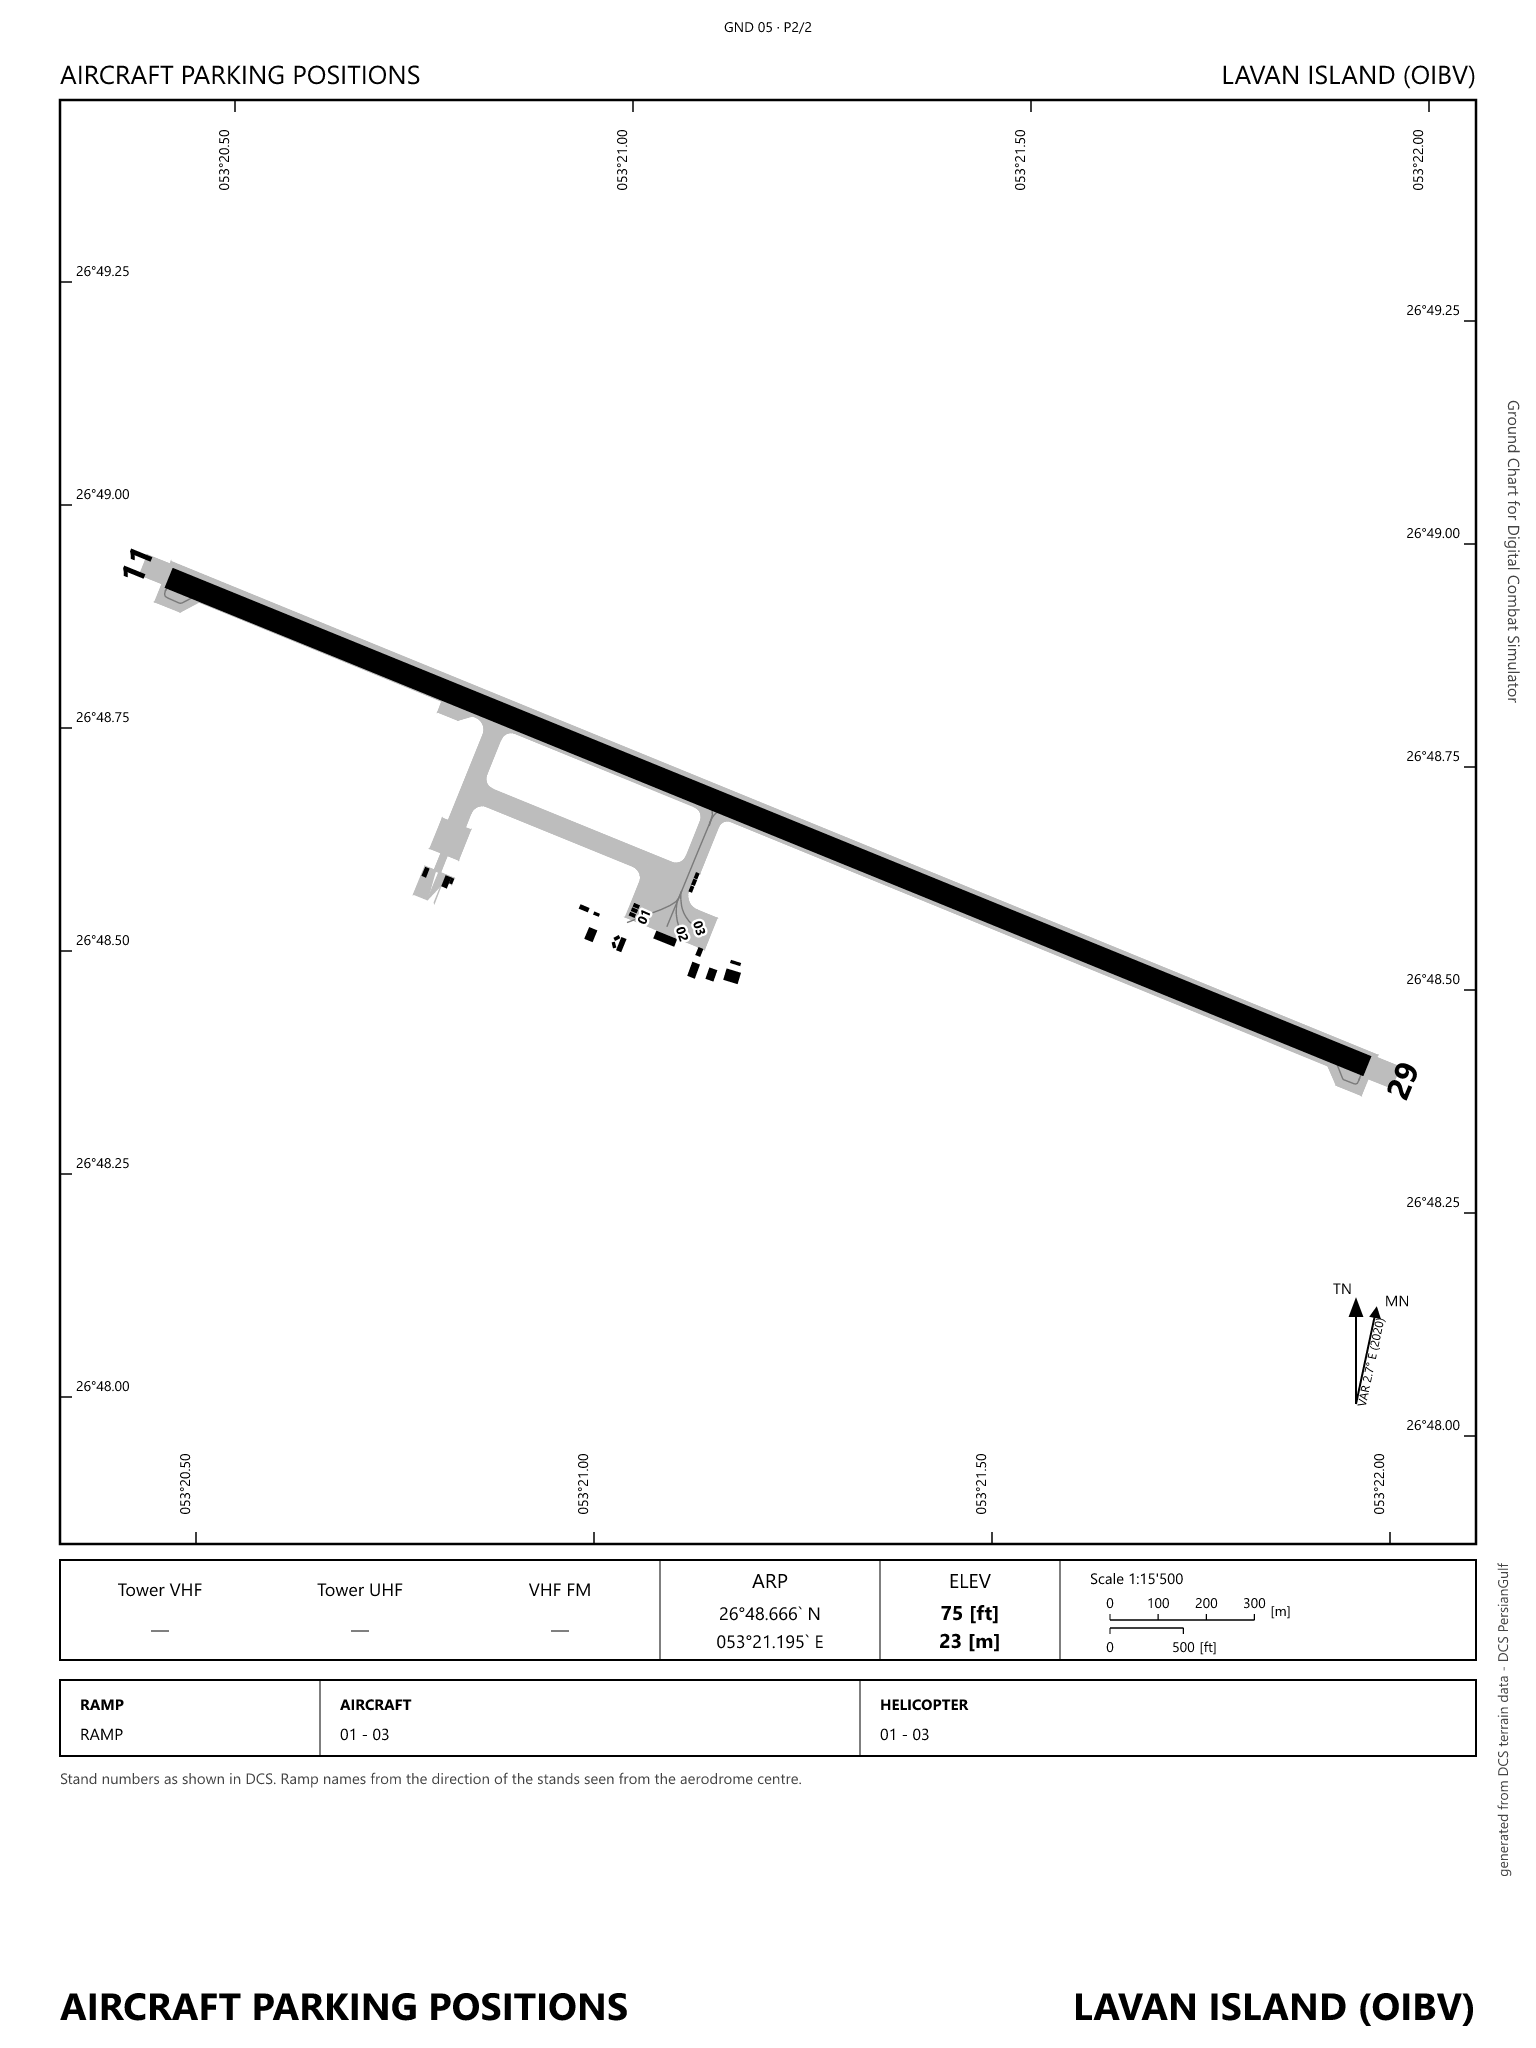 GND 05 · P2/2
AIRCRAFT PARKING POSITIONS
LAVAN ISLAND (OIBV)
053°20.50
053°21.00
053°21.50
053°22.00
26°49.25
26°49.25
26°49.00
26°49.00
11
26°48.75
26°48.75
01
02
03
26°48.50
26°48.50
29
26°48.25
26°48.25
TN
MN
VAR 2.7° E (2020)
26°48.00
26°48.00
053°20.50
053°21.00
053°21.50
053°22.00
Ground Chart for Digital Combat Simulator
Tower VHF
—
Tower UHF
—
VHF FM
—
ARP
26°48.666` N
053°21.195` E
ELEV
75 [ft]
23 [m]
Scale 1:15'500
0 100 200 300 [m]
0 500 [ft]
RAMP
RAMP
AIRCRAFT
01 - 03
HELICOPTER
01 - 03
Stand numbers as shown in DCS. Ramp names from the direction of the stands seen from the aerodrome centre.
generated from DCS terrain data - DCS PersianGulf
AIRCRAFT PARKING POSITIONS
LAVAN ISLAND (OIBV)